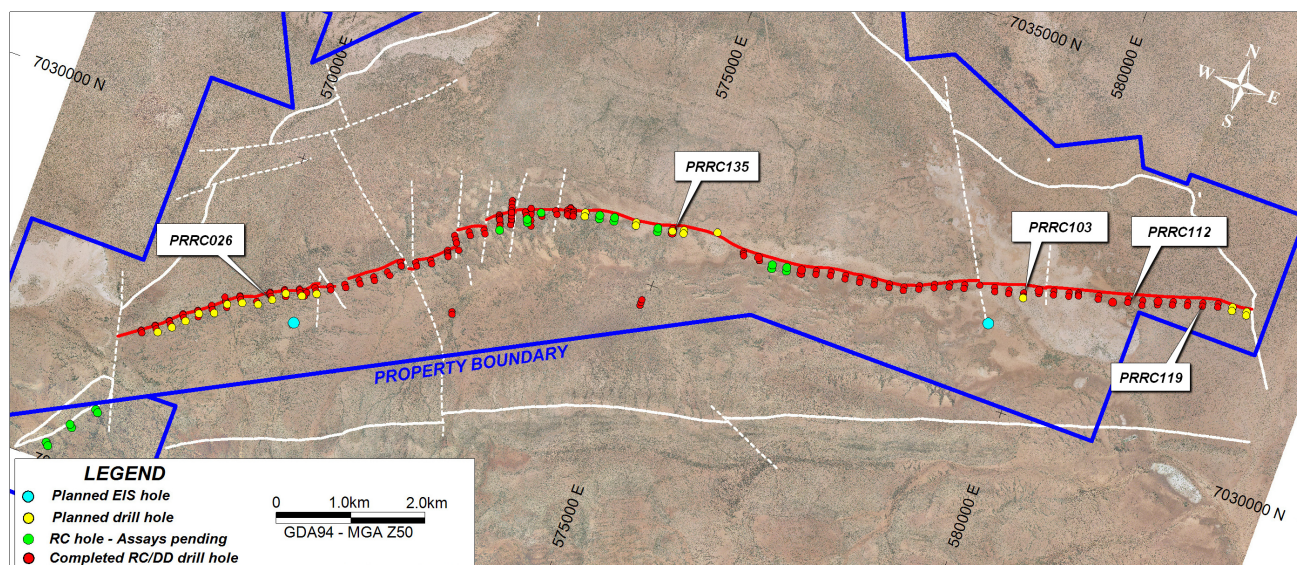 7030000 N
570000 E
575000 E
7035000 N
580000 E
N
W
E
S
PRRC135
PRRC026
PRRC103
PRRC112
PRRC119
PROPERTY BOUNDARY
LEGEND
Planned EIS hole
Planned drill hole
RC hole - Assays pending
Completed RC/DD drill hole
0 1.0km 2.0km
GDA94 - MGA Z50
575000 E
580000 E
7030000 N